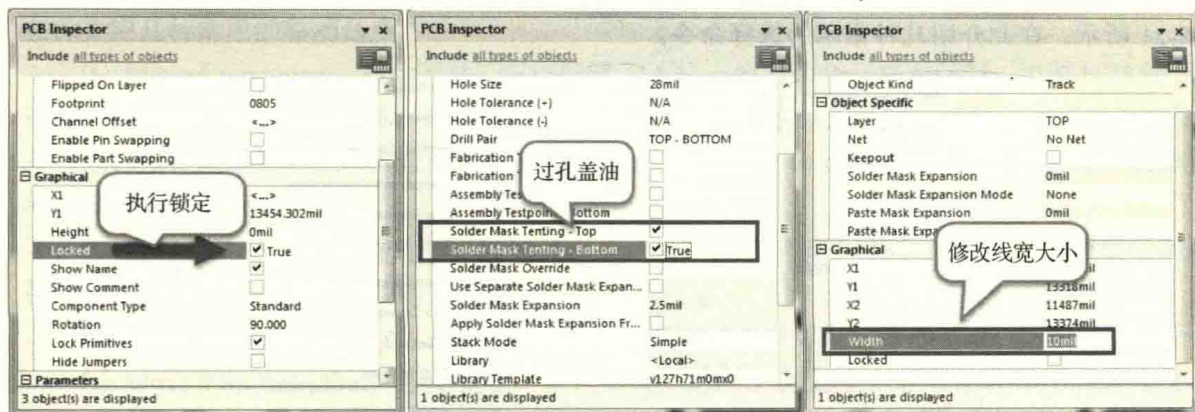 PCB Inspector
Include all types of objects
Flipped On Layer
Footprint 0805
Channel Offset <...>
Enable Pin Swapping
Enable Part Swapping
Graphical
X1 <...>
Y1 13454.302mil
Height 0mil
Locked True
Show Name
Show Comment
Component Type Standard
Rotation 90.000
Lock Primitives
Hide Jumpers
Parameters
3 object(s) are displayed
执行锁定
PCB Inspector
Include all types of objects
Hole Size 28mil
Hole Tolerance (+) N/A
Hole Tolerance (-) N/A
Drill Pair TOP - BOTTOM
Fabrication
Fabrication
Assembly
Assembly Testpoint
Solder Mask Tenting - Top
Solder Mask Tenting - Bottom True
Solder Mask Override
Use Separate Solder Mask Expan...
Solder Mask Expansion 2.5mil
Apply Solder Mask Expansion Fr...
Stack Mode Simple
Library <Local>
Library Template v127h71m0mx0
1 object(s) are displayed
过孔盖油
PCB Inspector
Include all types of objects
Object Kind Track
Object Specific
Layer TOP
Net No Net
Keepout
Solder Mask Expansion 0mil
Solder Mask Expansion Mode None
Paste Mask Expansion 0mil
Paste Mask
Graphical
X1
Y1 13318mil
X2 11487mil
Y2 13374mil
Width 10mil
Locked
1 object(s) are displayed
修改线宽大小